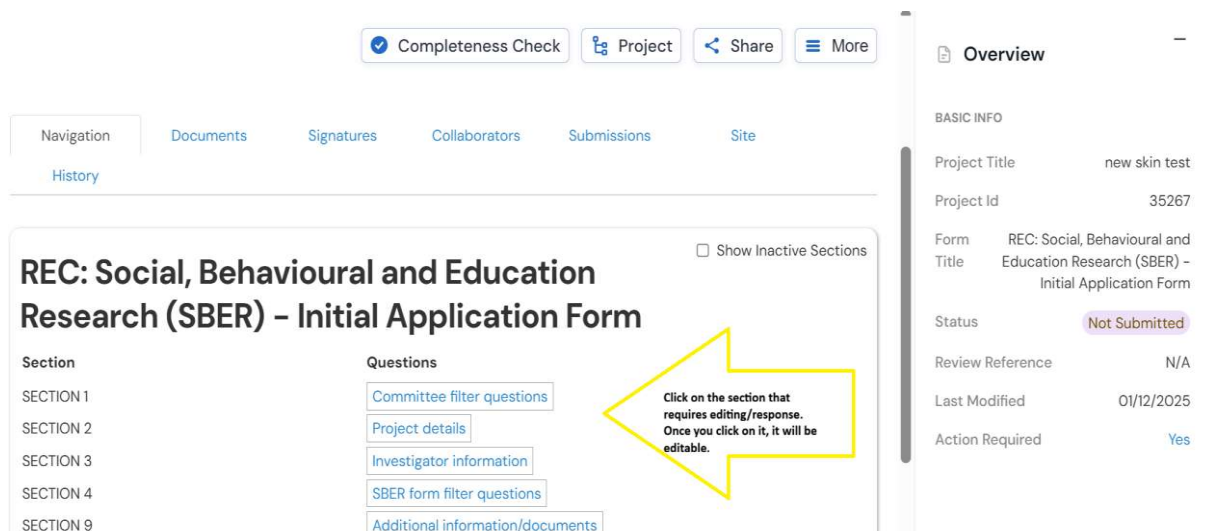 Completeness Check
Project
Share
More
Navigation
Documents
Signatures
Collaborators
Submissions
Site
History
Show Inactive Sections
REC: Social, Behavioural and Education
Research (SBER) – Initial Application Form
Section
Questions
SECTION 1
Committee filter questions
SECTION 2
Project details
SECTION 3
Investigator information
SECTION 4
SBER form filter questions
SECTION 9
Additional information/documents
Click on the section that
requires editing/response.
Once you click on it, it will be
editable.
Overview
BASIC INFO
Project Title
new skin test
Project Id
35267
Form
Title
REC: Social, Behavioural and
Education Research (SBER) –
Initial Application Form
Status
Not Submitted
Review Reference
N/A
Last Modified
01/12/2025
Action Required
Yes